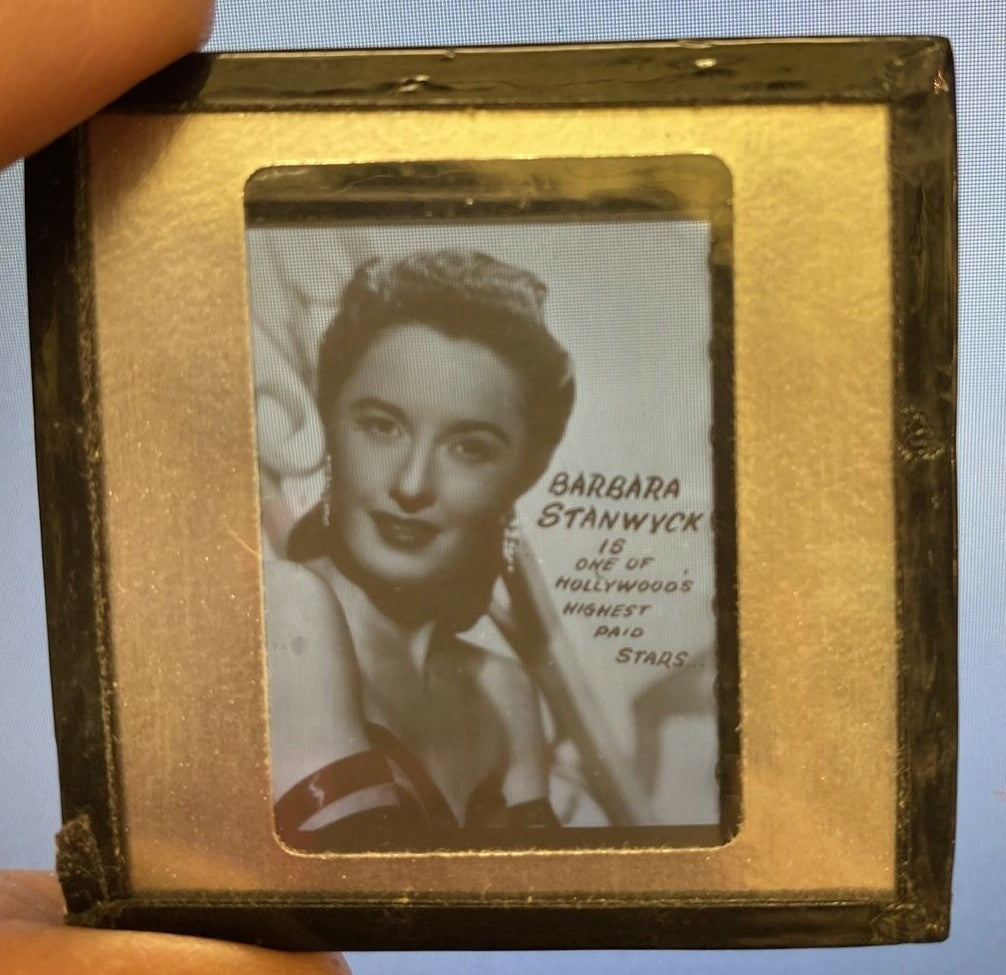 BARBARA
STANWYCK
IS
ONE OF
HOLLYWOOD'S
HIGHEST
PAID
STARS...